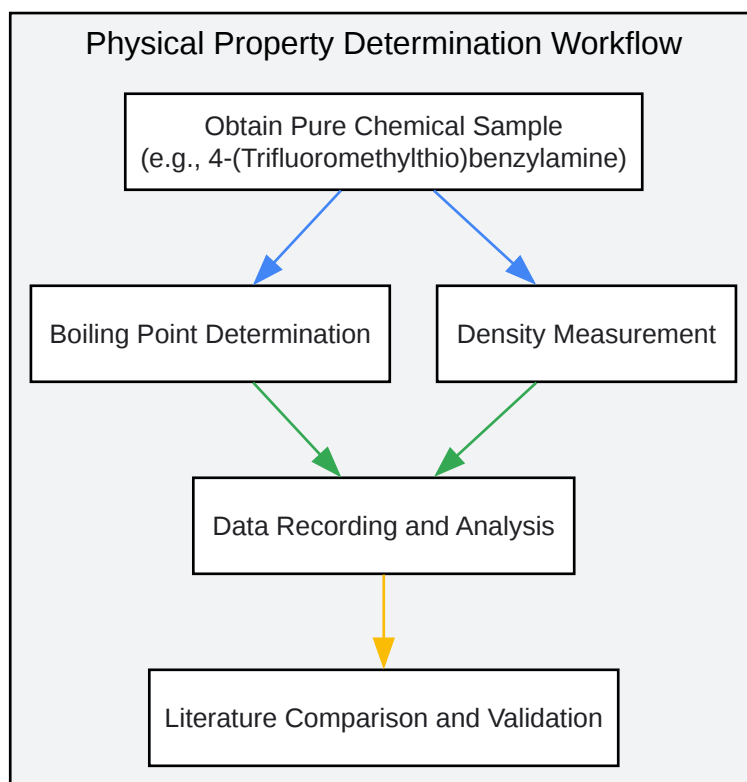 Physical Property Determination Workflow
Obtain Pure Chemical Sample
(e.g., 4-(Trifluoromethylthio)benzylamine)
Boiling Point Determination
Density Measurement
Data Recording and Analysis
Literature Comparison and Validation